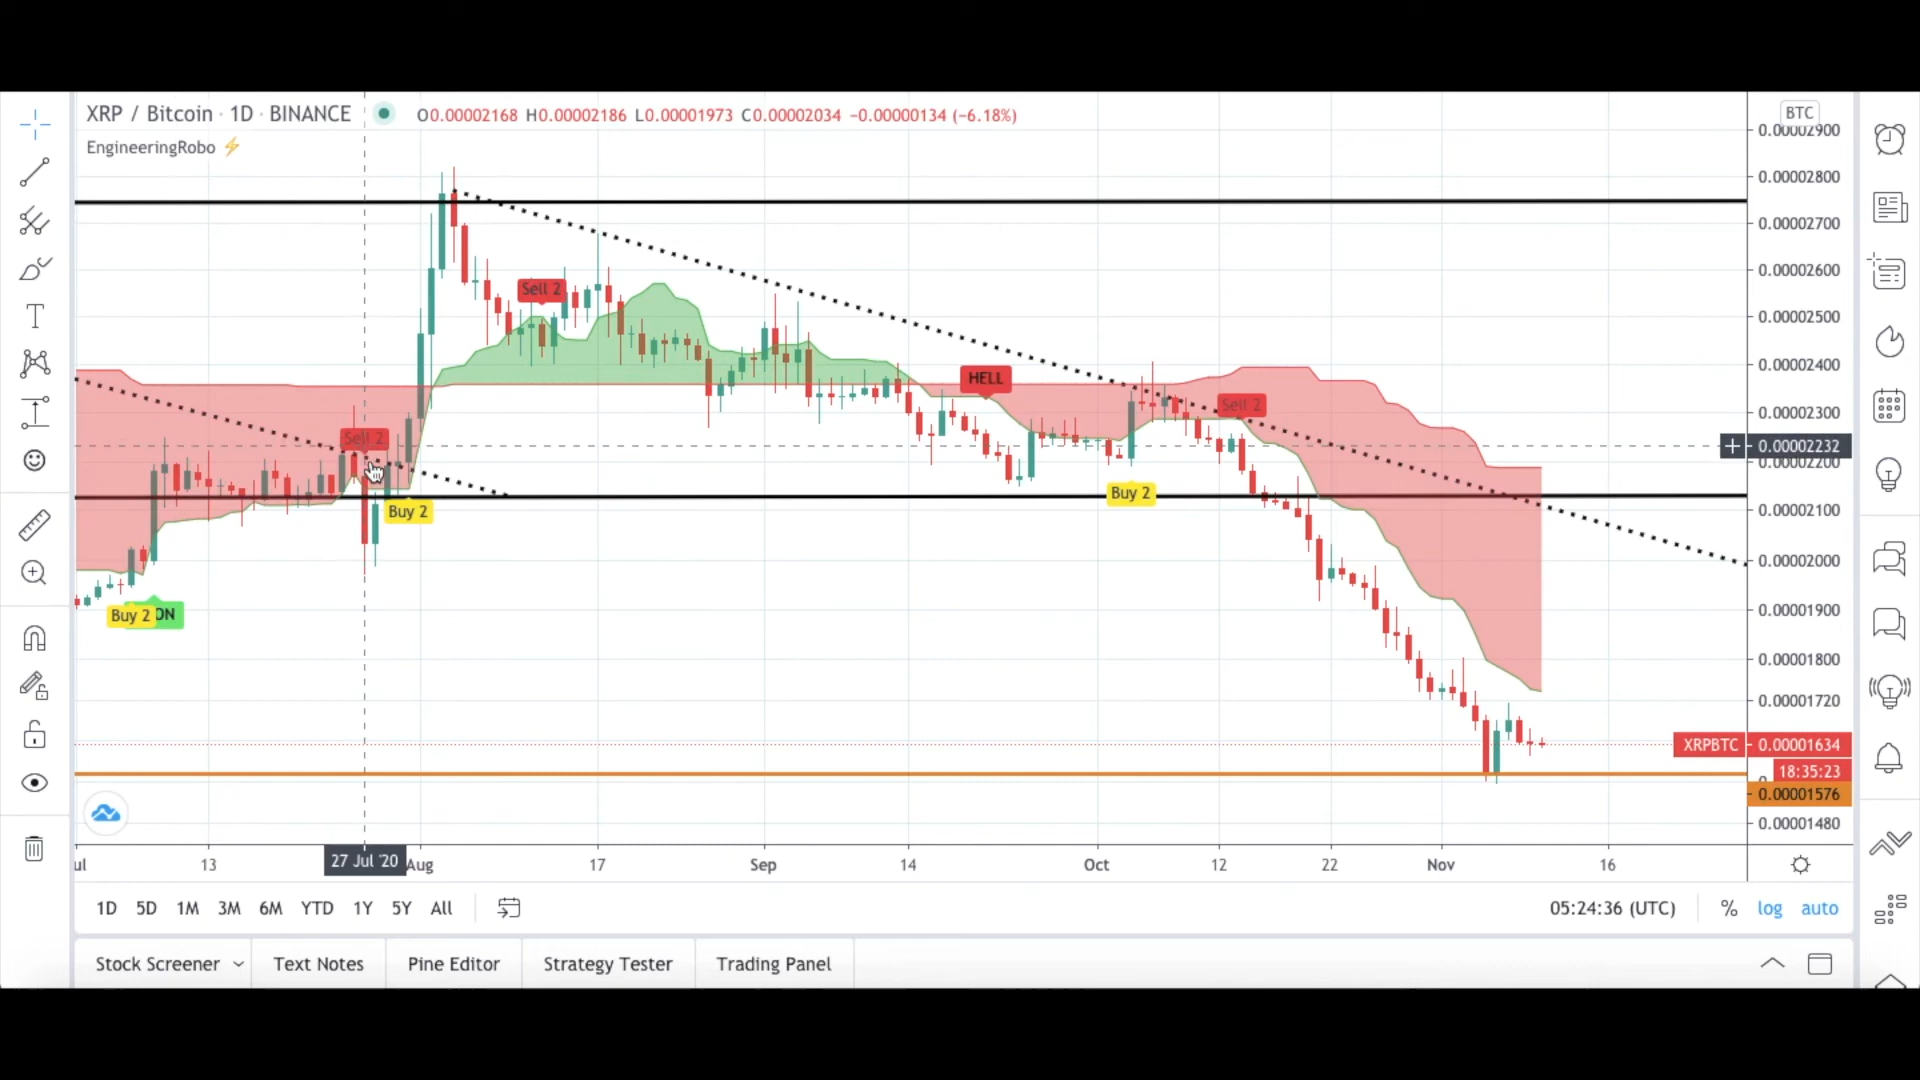 XRP / Bitcoin · 1D · BINANCE O0.00002168 H0.00002186 L0.00001973 C0.00002034 −0.00000134 (−6.18%)
BTC
EngineeringRobo
0.00002900
0.00002800
0.00002700
0.00002600
Sell 2
0.00002500
0.00002400
HELL
Sell 2
0.00002300
Sell 2
0.00002232
0.00002200
Buy 2
Buy 2
0.00002100
0.00002000
0.00001900
Buy 2 ON
0.00001800
0.00001720
XRPBTC 0.00001634
18:35:23
0.00001576
0.00001480
ul 13 27 Jul '20 Aug 17 Sep 14 Oct 12 22 Nov 16
1D 5D 1M 3M 6M YTD 1Y 5Y All 05:24:36 (UTC) % log auto
Stock Screener Text Notes Pine Editor Strategy Tester Trading Panel